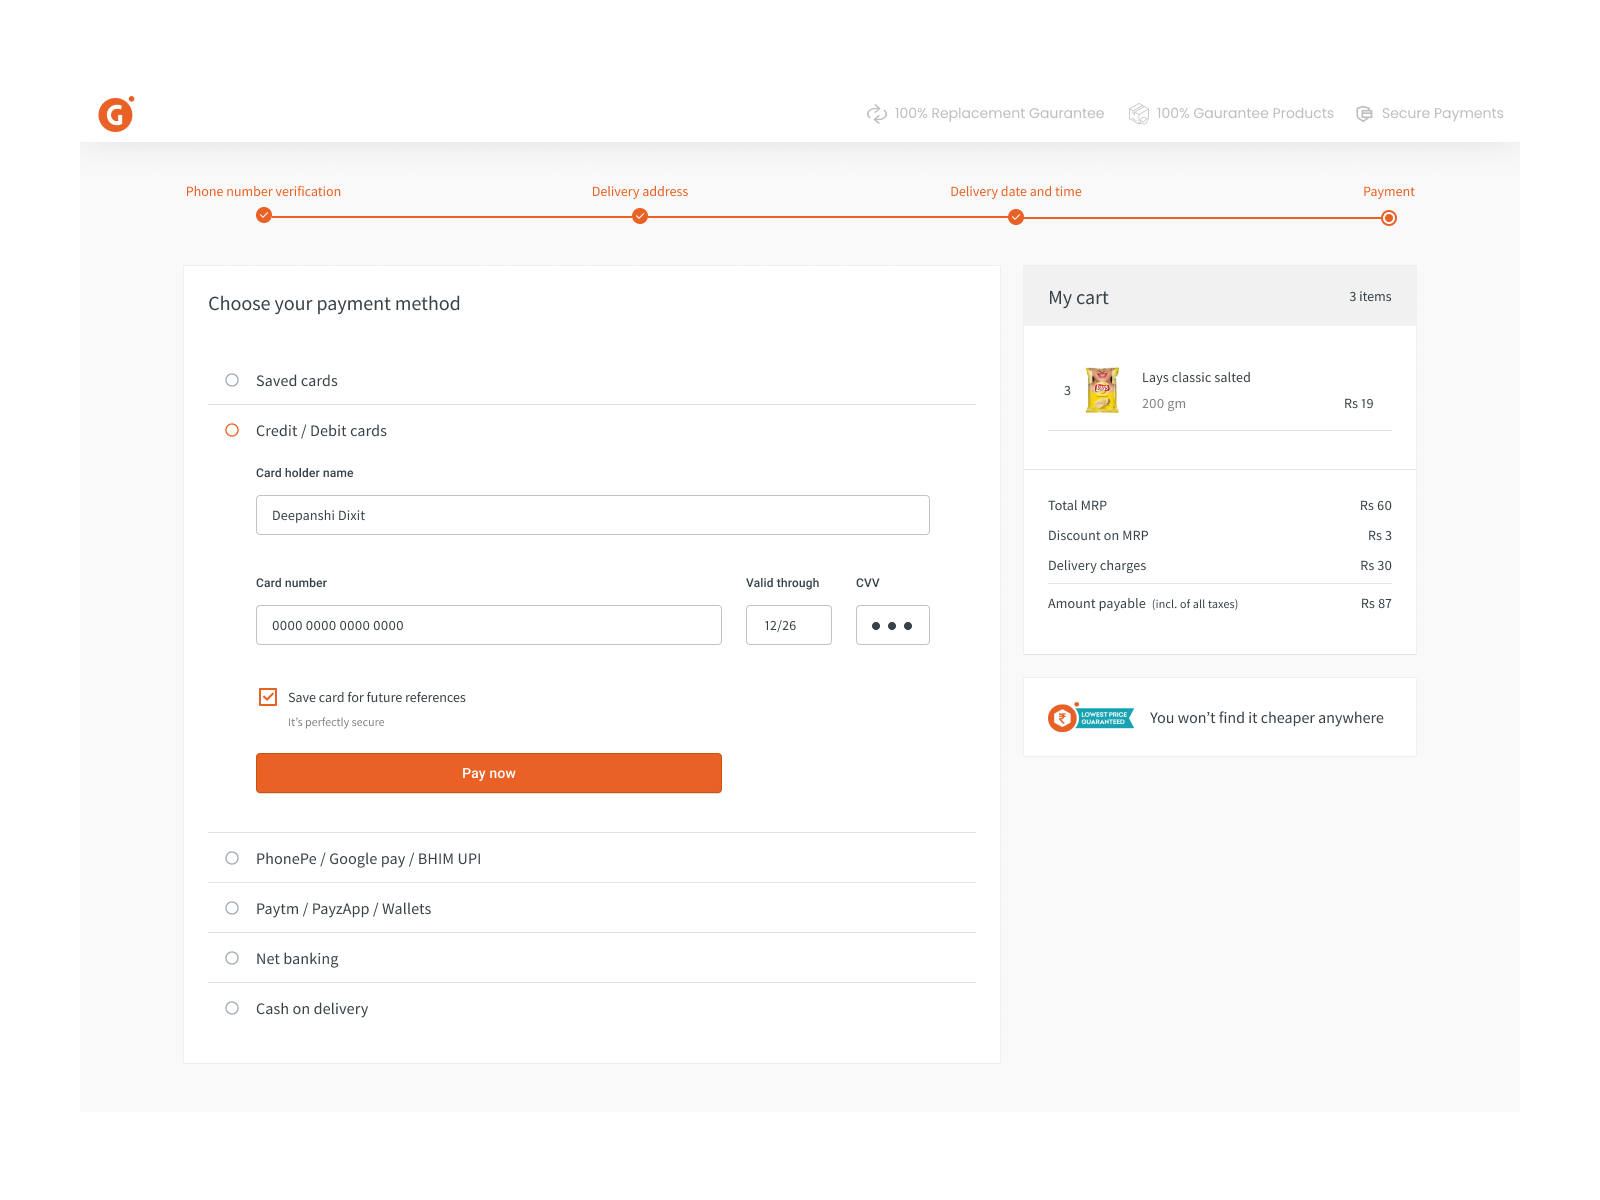 G
100% Replacement Gaurantee
100% Gaurantee Products
Secure Payments
Phone number verification
Delivery address
Delivery date and time
Payment
Choose your payment method
Saved cards
Credit / Debit cards
Card holder name
Deepanshi Dixit
Card number
Valid through
CVV
0000 0000 0000 0000
12/26
Save card for future references
It's perfectly secure
Pay now
PhonePe / Google pay / BHIM UPI
Paytm / PayzApp / Wallets
Net banking
Cash on delivery
My cart
3 items
3
Lay's
Lays classic salted
200 gm
Rs 19
Total MRP
Rs 60
Discount on MRP
Rs 3
Delivery charges
Rs 30
Amount payable (incl. of all taxes)
Rs 87
₹
LOWEST PRICE
GUARANTEED
You won’t find it cheaper anywhere